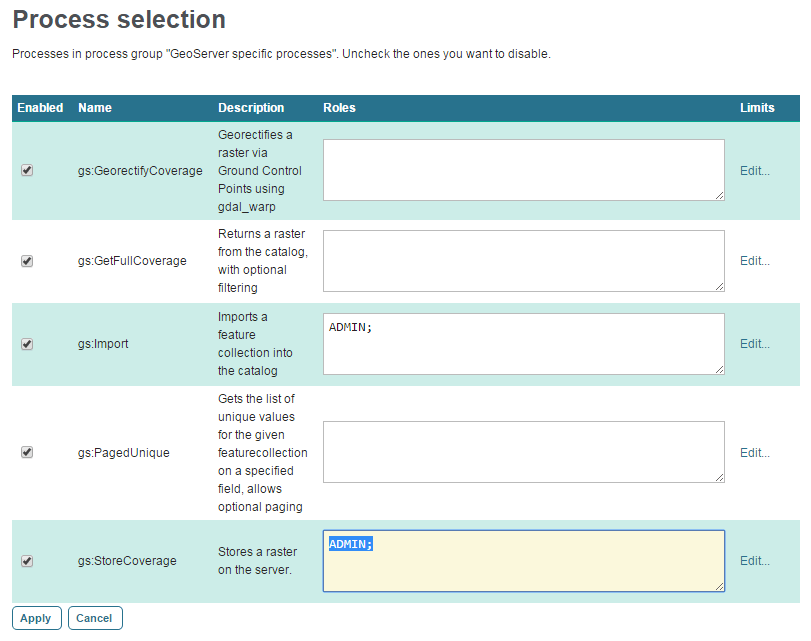 Process selection
Processes in process group "GeoServer specific processes". Uncheck the ones you want to disable.
Enabled Name Description Roles Limits
Georectifies a
raster via
gs:GeorectifyCoverage Ground Control Edit...
Points using
gdal_warp
Returns a raster
from the catalog,
gs:GetFullCoverage Edit...
with optional
filtering
Imports a
feature ADMIN;
gs:Import Edit...
collection into
the catalog
Gets the list of
unique values
for the given
gs:PagedUnique featurecollection Edit...
on a specified
field, allows
optional paging
ADMIN;
Stores a raster
gs:StoreCoverage Edit...
on the server.
Apply Cancel